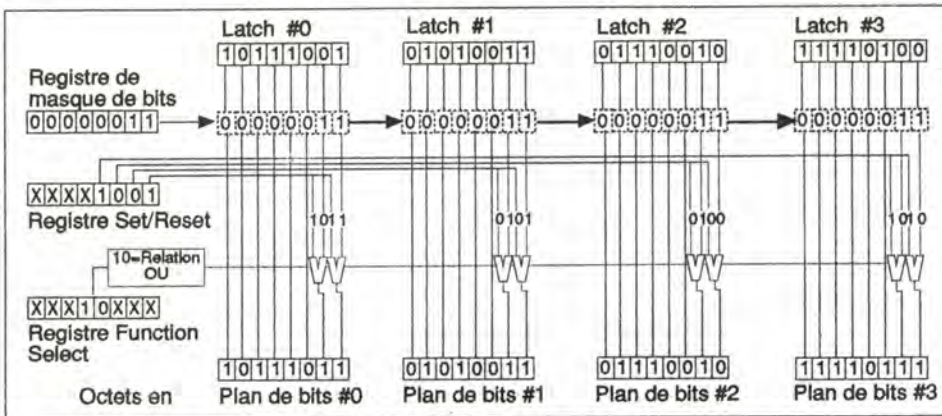 Latch #0 Latch #1 Latch #2 Latch #3
10111001 01010011 01110010 11110100
Registre de
masque de bits
00000011 00000011 00000011 00000011 00000011
XXXX1001
Registre Set/Reset
1011 0101 0100 1010
10=Relation
OU
XXX10XXX
Registre Function
Select
10111011 01010011 01110010 11110111
Octets en Plan de bits #0 Plan de bits #1 Plan de bits #2 Plan de bits #3